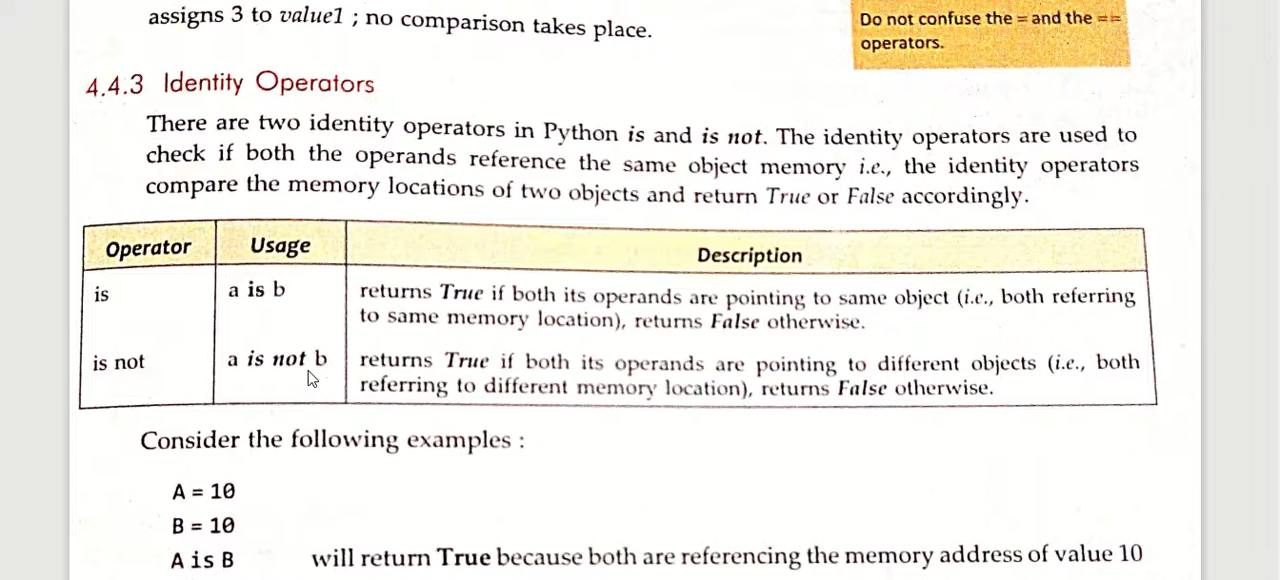 assigns 3 to value1 ; no comparison takes place.
Do not confuse the = and the ==
operators.
4.4.3 Identity Operators
There are two identity operators in Python is and is not. The identity operators are used to
check if both the operands reference the same object memory i.e., the identity operators
compare the memory locations of two objects and return True or False accordingly.
Operator Usage Description
is a is b returns True if both its operands are pointing to same object (i.e., both referring
to same memory location), returns False otherwise.
is not a is not b returns True if both its operands are pointing to different objects (i.e., both
referring to different memory location), returns False otherwise.
Consider the following examples :
A = 10
B = 10
A is B will return True because both are referencing the memory address of value 10